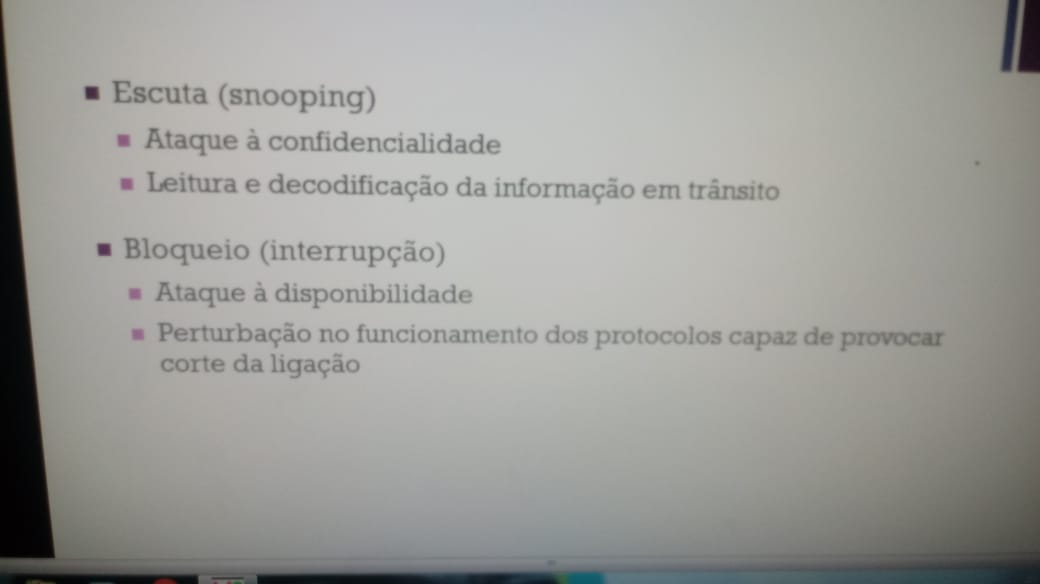 Escuta (snooping)
Ataque à confidencialidade
Leitura e decodificação da informação em trânsito
Bloqueio (interrupção)
Ataque à disponibilidade
Perturbação no funcionamento dos protocolos capaz de provocar
corte da ligação